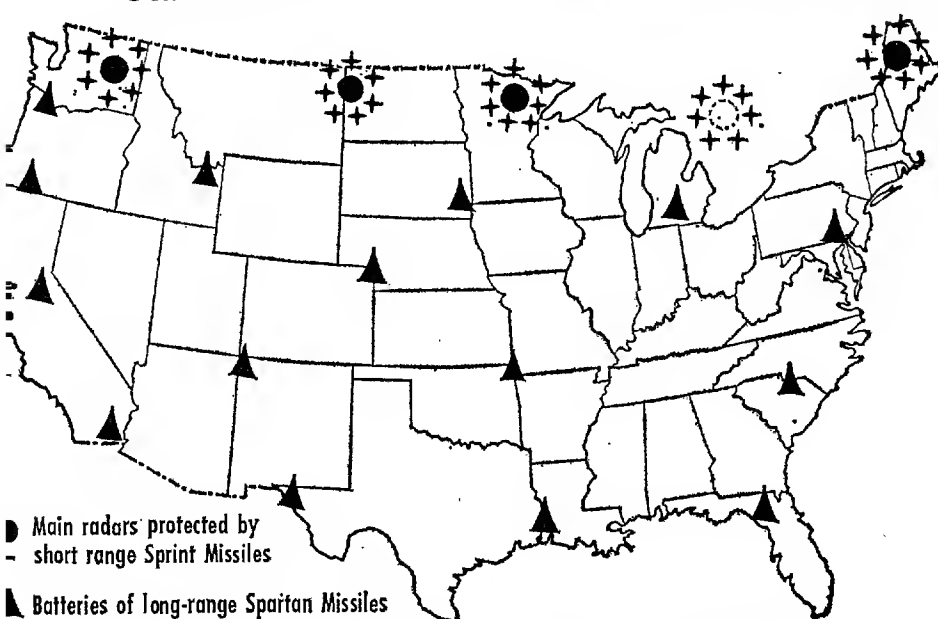 Main radars protected by
short range Sprint Missiles
Batteries of long-range Spartan Missiles